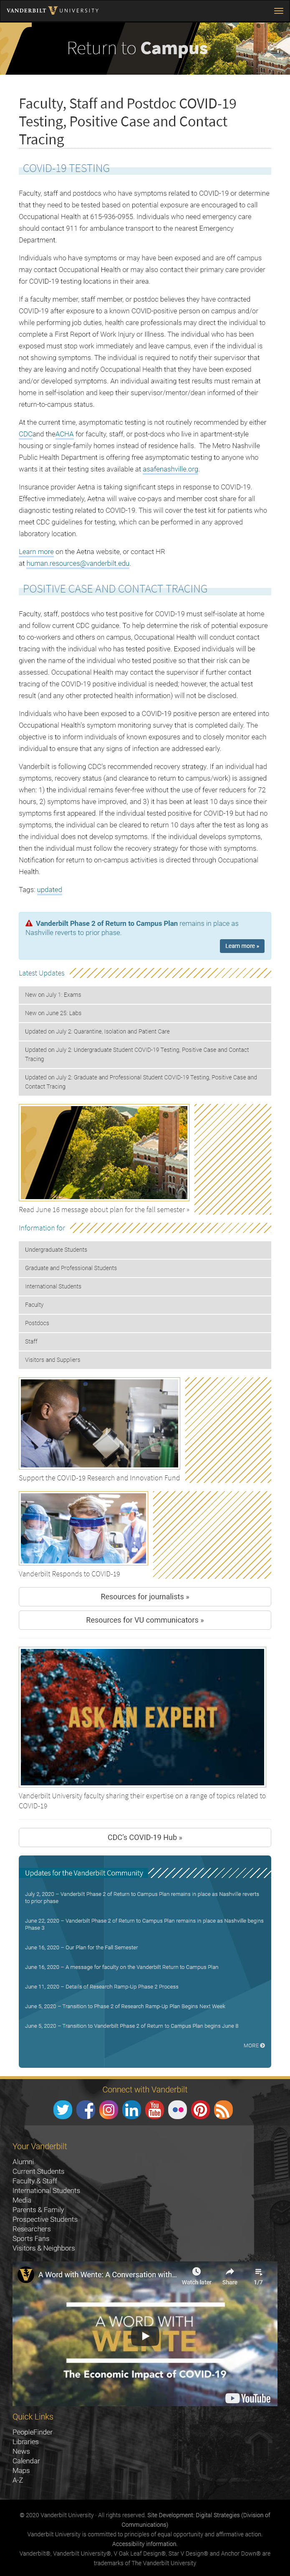 VANDERBILT V UNIVERSITY
Return to Campus
Faculty, Staff and Postdoc COVID-19
Testing, Positive Case and Contact
Tracing
COVID-19 TESTING
Faculty, staff and postdocs who have symptoms related to COVID-19 or determine
that they need to be tested based on potential exposure are encouraged to call
Occupational Health at 615-936-0955. Individuals who need emergency care
should contact 911 for ambulance transport to the nearest Emergency
Department.
Individuals who have symptoms or may have been exposed and are off campus
may contact Occupational Health or may also contact their primary care provider
for COVID-19 testing locations in their area.
If a faculty member, staff member, or postdoc believes they have contracted
COVID-19 after exposure to a known COVID-positive person on campus and/or
while performing job duties, health care professionals may direct the individual to
complete a First Report of Work Injury or Illness. The individual who has been
exposed must stop work immediately and leave campus, even if the individual is
not showing symptoms. The individual is to notify their supervisor that
they are leaving campus and provide the approximate date they have been exposed
and/or developed symptoms. An individual awaiting test results must remain at
home in self-isolation and keep their supervisor and/or department informed of
their status.
At the current time, asymptomatic testing is not routinely recommended by either
CDCand theACHA for faculty, staff, or postdocs who live in apartment-style
housing or single-family homes instead of residence halls.  The Metro-Nashville
Public Health Department is offering free asymptomatic testing to anyone who
wants it at their testing sites available at asafenashville.org.
Insurance provider Aetna is taking significant steps in response to COVID-19.
Effective immediately, Aetna will waive co-pays and member cost share for all
diagnostic testing related to COVID-19. This will cover the test kit for patients who
meet CDC guidelines for testing, which can be performed in any approved
laboratory location.
Learn more on the Aetna website, or contact HR
at human.resources@vanderbilt.edu.
POSITIVE CASE AND CONTACT TRACING
Faculty, staff, postdocs who test positive for COVID-19 must self-isolate at home
and follow current CDC guidance. To help determine the risk of potential exposure
to co-workers and others on campus, Occupational Health will conduct contact
tracing with the individual who has tested positive. Exposed individuals will be
given the name of the individual who tested positive so that their risk can be
assessed. Occupational Health may contact the supervisor if further contact
tracing of the COVID-19 positive individual is needed; however, the actual test
result (and any other protected health information) will not be disclosed.
Individuals who have been exposed to a COVID-19 positive person are entered into
Occupational Health's symptom monitoring survey that is completed daily. The
objective is to inform individuals of known exposures and to closely monitor each
individual to ensure that any signs of infection are addressed early.
Vanderbilt is following CDC's recommended recovery strategy. If an individual had
symptoms, recovery status (and clearance to return to campus/work) is assigned
when: 1) the individual remains fever-free without the use of fever reducers for 72
hours, 2) symptoms have improved, and 3) it has been at least 10 days since their
symptoms first appeared. If the individual tested positive for COVID-19 but had no
symptoms, the individual can be cleared to return 10 days after the test as long as
the individual does not develop symptoms. If the individual develops symptoms,
then the individual must follow the recovery strategy for those with symptoms.
Notification for return to on-campus activities is directed through Occupational
Health.
Tags: updated
Vanderbilt Phase 2 of Return to Campus Plan remains in place as
Nashville reverts to prior phase.
Learn more »
Latest Updates
New on July 1: Exams
New on June 25: Labs
Updated on July 2: Quarantine, Isolation and Patient Care
Updated on July 2: Undergraduate Student COVID-19 Testing, Positive Case and Contact
Tracing
Updated on July 2: Graduate and Professional Student COVID-19 Testing, Positive Case and
Contact Tracing
Read June 16 message about plan for the fall semester »
Information for
Undergraduate Students
Graduate and Professional Students
International Students
Faculty
Postdocs
Staff
Visitors and Suppliers
Support the COVID-19 Research and Innovation Fund
Vanderbilt Responds to COVID-19
Resources for journalists »
Resources for VU communicators »
ASK AN EXPERT
Vanderbilt University faculty sharing their expertise on a range of topics related to
COVID-19
CDC's COVID-19 Hub »
Updates for the Vanderbilt Community
July 2, 2020 – Vanderbilt Phase 2 of Return to Campus Plan remains in place as Nashville reverts
to prior phase
June 22, 2020 – Vanderbilt Phase 2 of Return to Campus Plan remains in place as Nashville begins
Phase 3
June 16, 2020 – Our Plan for the Fall Semester
June 16, 2020 – A message for faculty on the Vanderbilt Return to Campus Plan
June 11, 2020 – Details of Research Ramp-Up Phase 2 Process
June 5, 2020 – Transition to Phase 2 of Research Ramp-Up Plan Begins Next Week
June 5, 2020 – Transition to Vanderbilt Phase 2 of Return to Campus Plan begins June 8
MORE
Connect with Vanderbilt
Your Vanderbilt
Alumni
Current Students
Faculty & Staff
International Students
Media
Parents & Family
Prospective Students
Researchers
Sports Fans
Visitors & Neighbors
A Word with Wente: A Conversation with...
Watch later
Share
1/7
A WORD WITH
WENTE
The Economic Impact of COVID-19
YouTube
Quick Links
PeopleFinder
Libraries
News
Calendar
Maps
A-Z
© 2020 Vanderbilt University · All rights reserved. Site Development: Digital Strategies (Division of
Communications)
Vanderbilt University is committed to principles of equal opportunity and affirmative action.
Accessibility information.
Vanderbilt®, Vanderbilt University®, V Oak Leaf Design®, Star V Design® and Anchor Down® are
trademarks of The Vanderbilt University